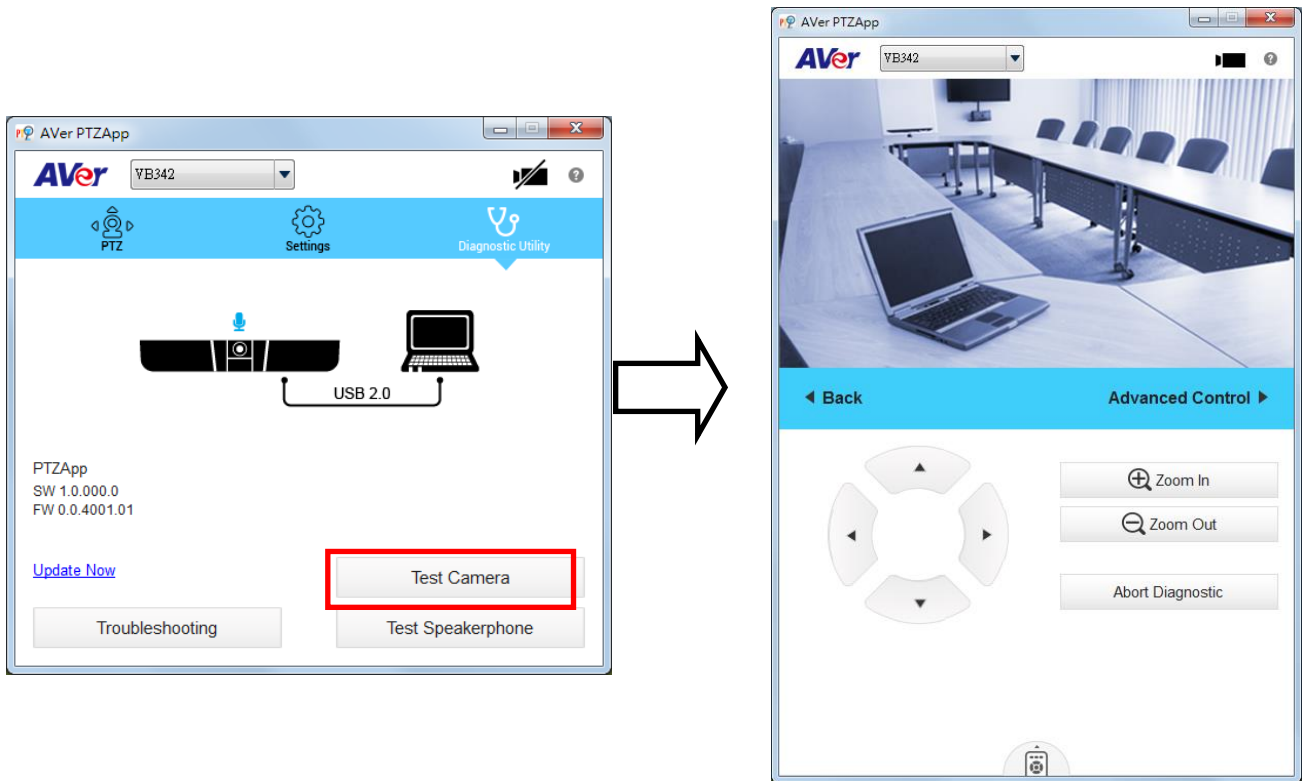 AVer PTZApp
AVer VB342
PTZ Settings Diagnostic Utility
USB 2.0
PTZApp
SW 1.0.000.0
FW 0.0.4001.01
Update Now
Test Camera
Troubleshooting
Test Speakerphone
AVer PTZApp
AVer VB342
Back Advanced Control
Zoom In
Zoom Out
Abort Diagnostic